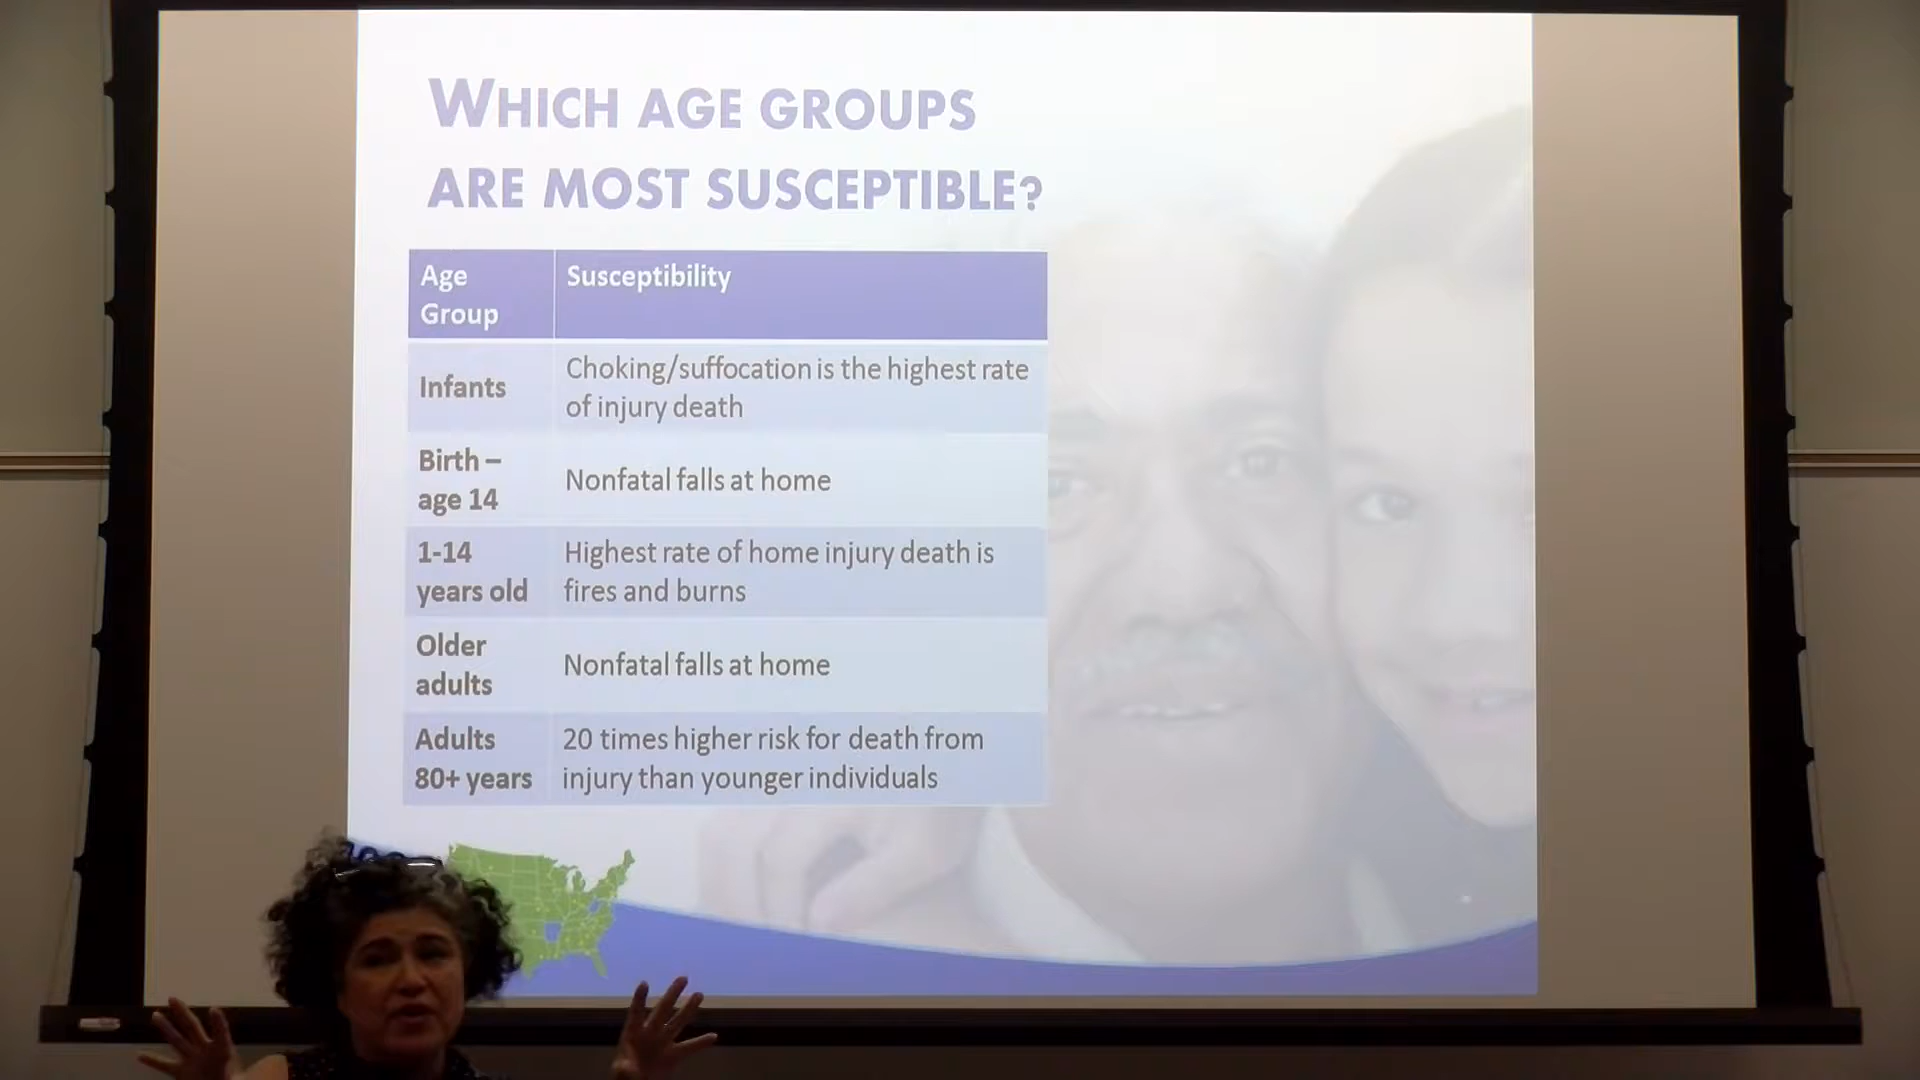 WHICH AGE GROUPS
ARE MOST SUSCEPTIBLE?
Age
Group
Susceptibility
Infants
Choking/suffocation is the highest rate
of injury death
Birth –
age 14
Nonfatal falls at home
1-14
years old
Highest rate of home injury death is
fires and burns
Older
adults
Nonfatal falls at home
Adults
80+ years
20 times higher risk for death from
injury than younger individuals